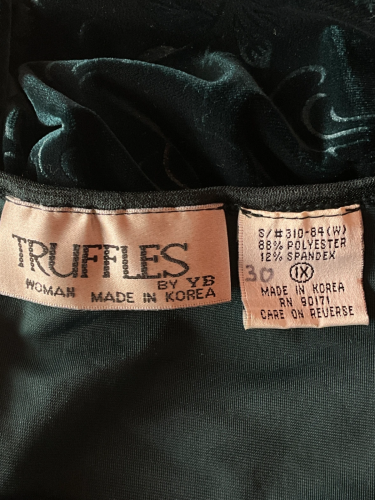 TRUFFLES
BY YB
WOMAN MADE IN KOREA
S/# 310-84(W)
88% POLYESTER
12% SPANDEX
30 1X
MADE IN KOREA
RN 90171
CARE ON REVERSE